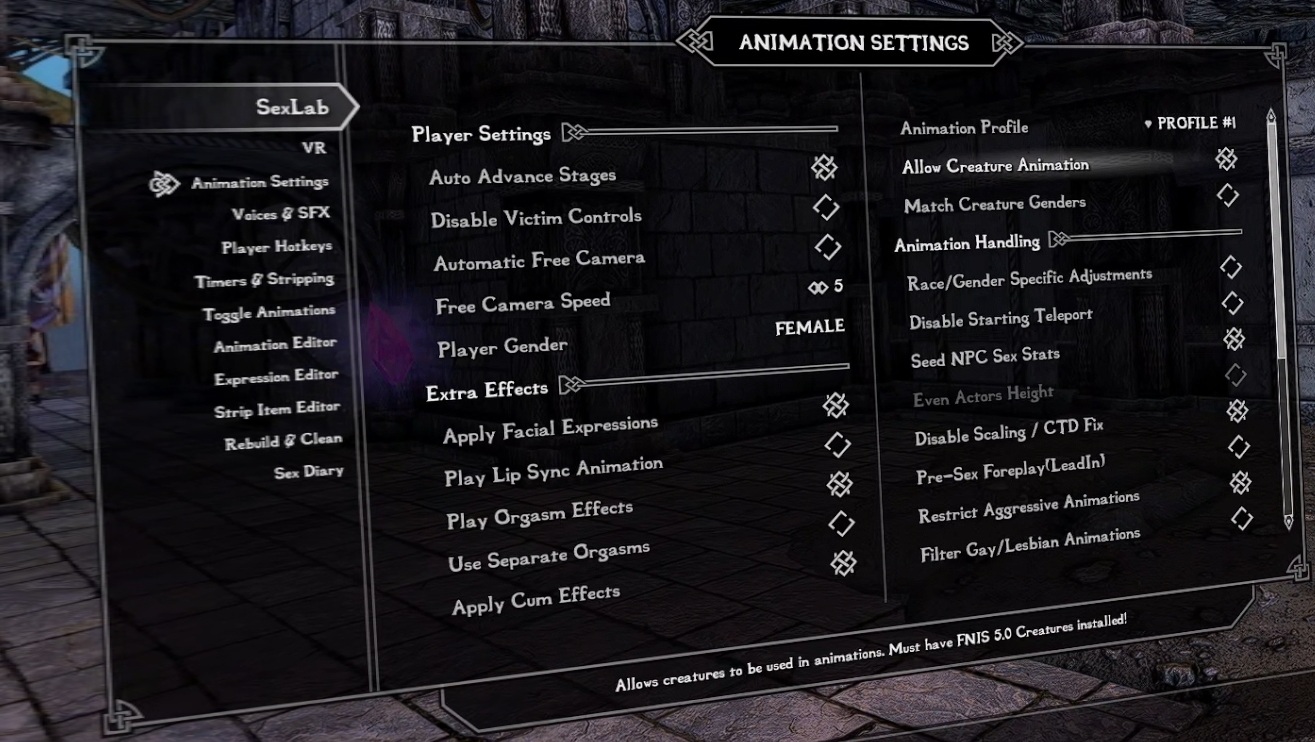 ANIMATION SETTINGS
SexLab
VR
Animation Settings
Voices & SFX
Player Hotkeys
Timers & Stripping
Toggle Animations
Animation Editor
Expression Editor
Strip Item Editor
Rebuild & Clean
Sex Diary
Player Settings
Auto Advance Stages
Disable Victim Controls
Automatic Free Camera
Free Camera Speed 5
Player Gender FEMALE
Extra Effects
Apply Facial Expressions
Play Lip Sync Animation
Play Orgasm Effects
Use Separate Orgasms
Apply Cum Effects
Animation Profile PROFILE #1
Allow Creature Animation
Match Creature Genders
Animation Handling
Race/Gender Specific Adjustments
Disable Starting Teleport
Seed NPC Sex Stats
Even Actors Height
Disable Scaling / CTD Fix
Pre-Sex Foreplay(LeadIn)
Restrict Aggressive Animations
Filter Gay/Lesbian Animations
Allows creatures to be used in animations. Must have FNIS 5.0 Creatures installed!